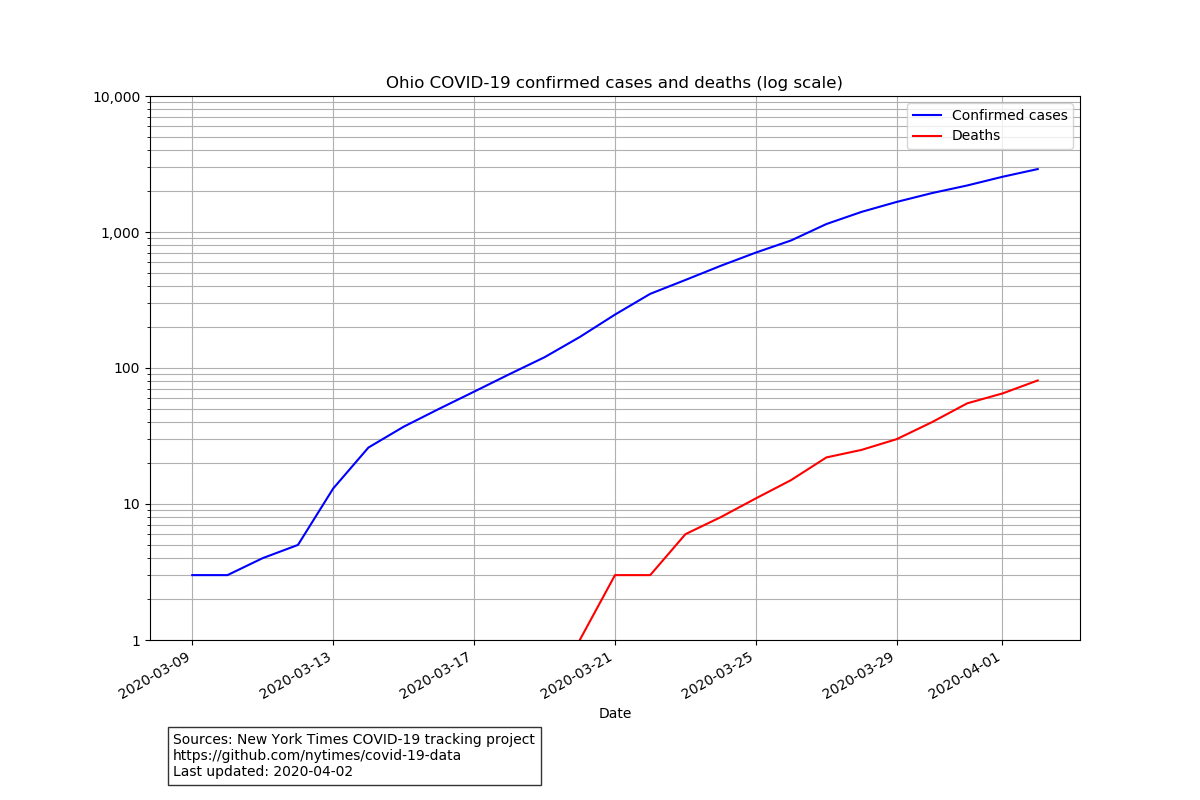 Ohio COVID-19 confirmed cases and deaths (log scale)
10,000
1,000
100
10
1
Confirmed cases
Deaths
2020-03-09
2020-03-13
2020-03-17
2020-03-21
2020-03-25
2020-03-29
2020-04-01
Date
Sources: New York Times COVID-19 tracking project
https://github.com/nytimes/covid-19-data
Last updated: 2020-04-02